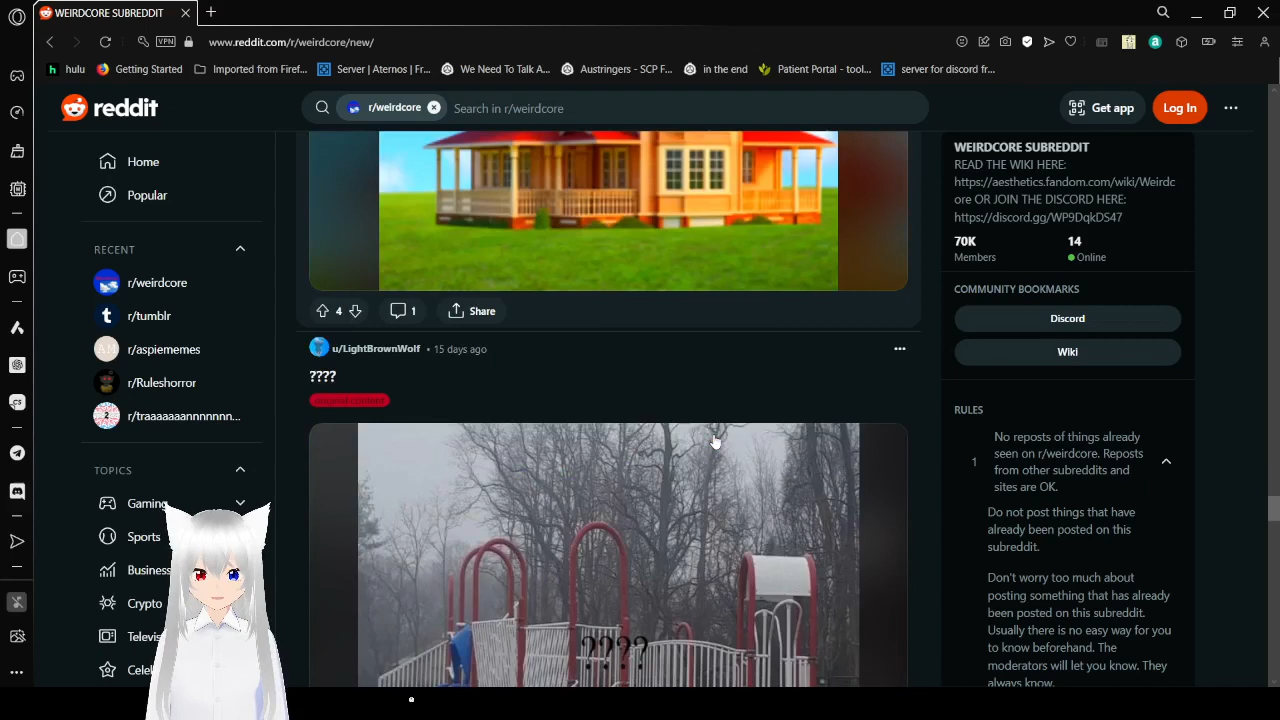 WEIRDCORE SUBREDDIT
VPN
www.reddit.com/r/weirdcore/new/
hulu
Getting Started
Imported from Firef...
Server | Aternos | Fr...
We Need To Talk A...
Austringers - SCP F...
in the end
Patient Portal - tool...
server for discord fr...
reddit
r/weirdcore
Search in r/weirdcore
Get app
Log In
Home
Popular
RECENT
r/weirdcore
r/tumblr
AM
r/aspiememes
r/Ruleshorror
2
r/traaaaaaannnnnnn...
TOPICS
Gaming
Sports
Business
Crypto
Televis
Celeb
4
1
Share
u/LightBrownWolf • 15 days ago
????
original content
????
WEIRDCORE SUBREDDIT
READ THE WIKI HERE:
https://aesthetics.fandom.com/wiki/Weirdc
ore OR JOIN THE DISCORD HERE:
https://discord.gg/WP9DqkDS47
70K
Members
14
Online
COMMUNITY BOOKMARKS
Discord
Wiki
RULES
1
No reposts of things already
seen on r/weirdcore. Reposts
from other subreddits and
sites are OK.
Do not post things that have
already been posted on this
subreddit.
Don't worry too much about
posting something that has already
been posted on this subreddit.
Usually there is no easy way for you
to know beforehand. The
moderators will let you know. They
always know.